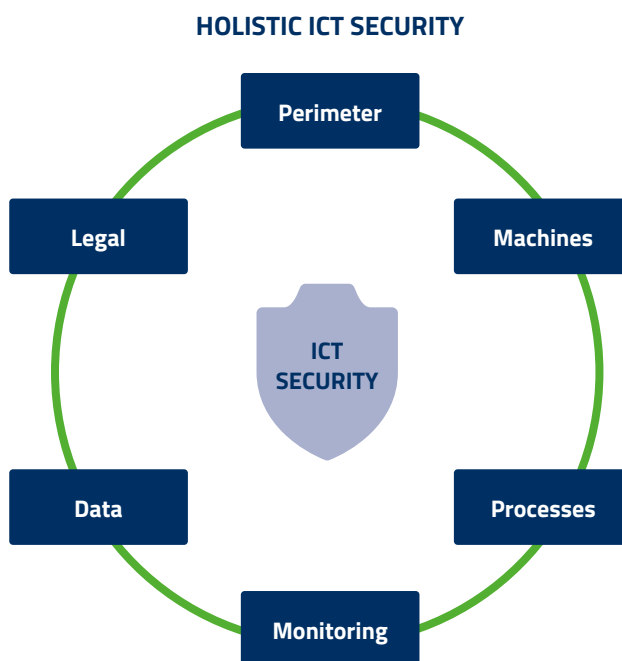 HOLISTIC ICT SECURITY
Perimeter
Legal
Machines
ICT
SECURITY
Data
Processes
Monitoring